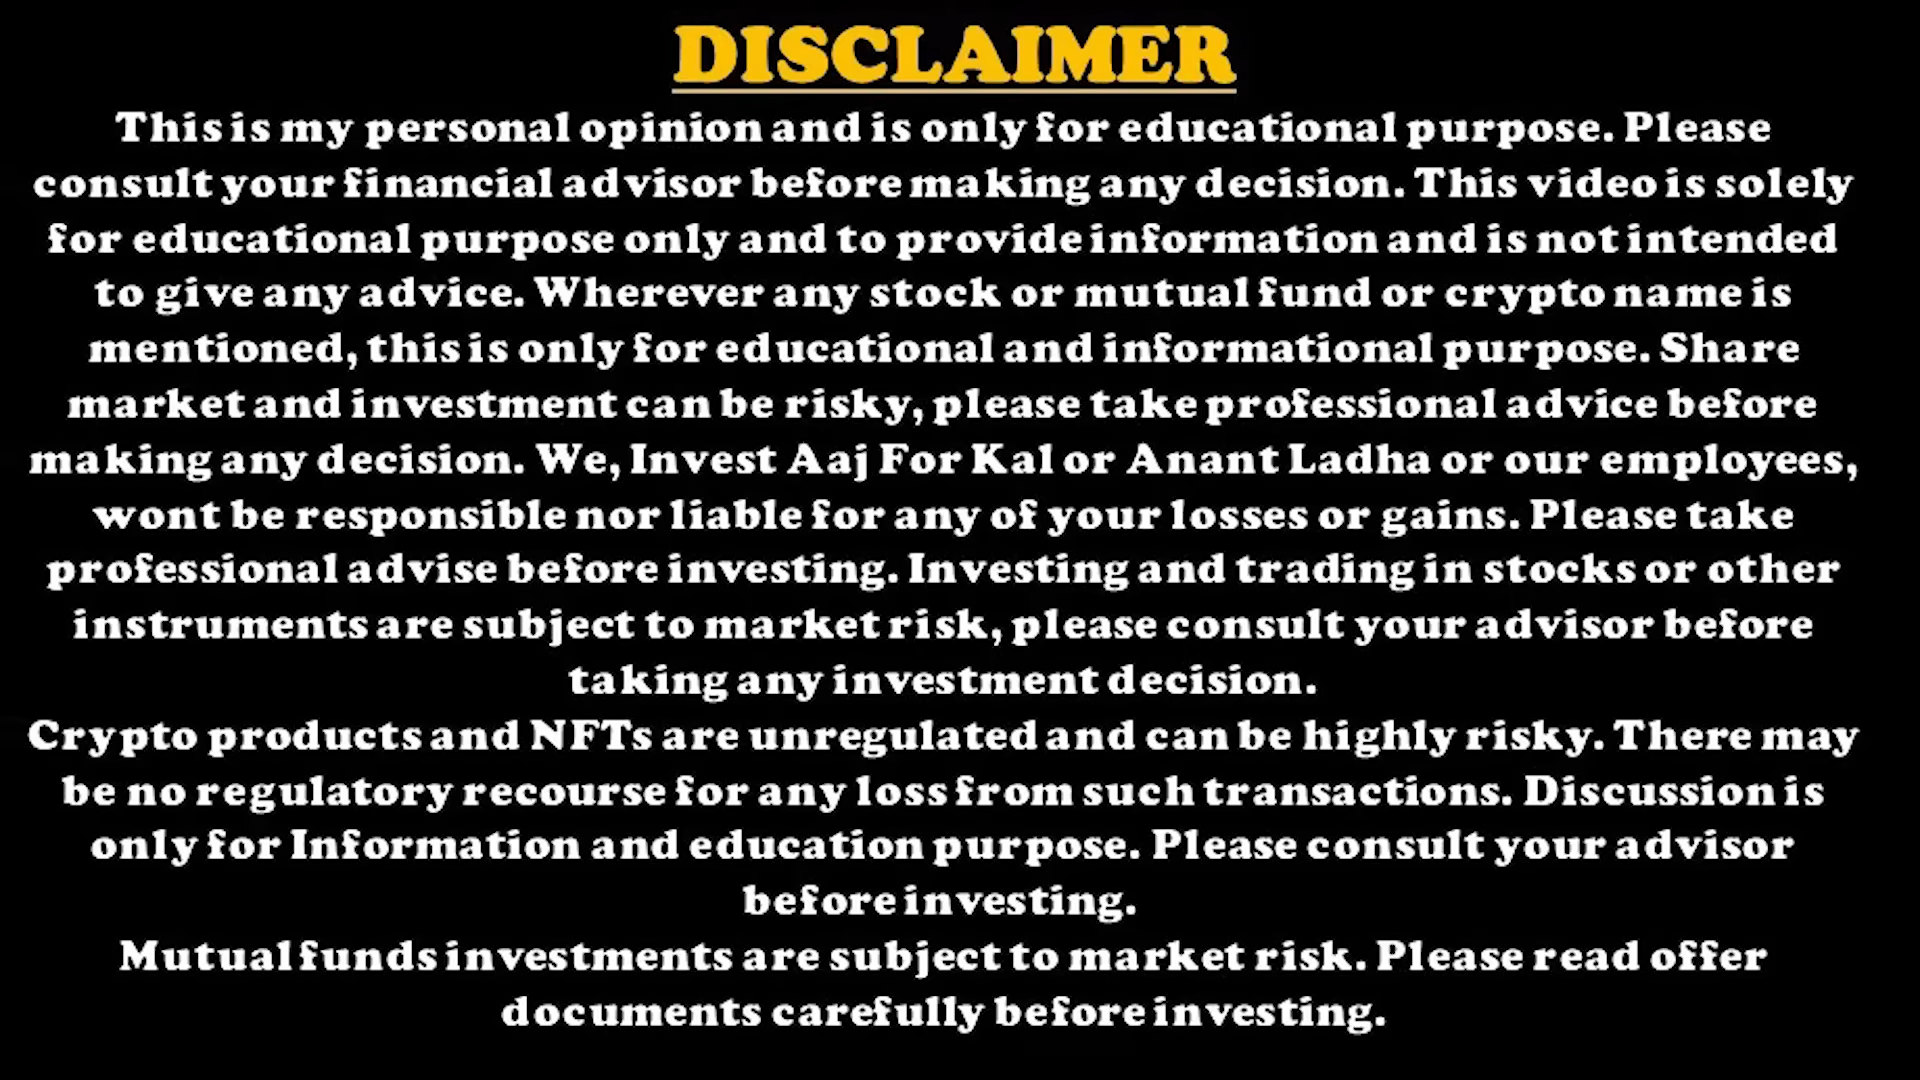 DISCLAIMER
This is my personal opinion and is only for educational purpose. Please
consult your financial advisor before making any decision. This video is solely
for educational purpose only and to provide information and is not intended
to give any advice. Wherever any stock or mutual fund or crypto name is
mentioned, this is only for educational and informational purpose. Share
market and investment can be risky, please take professional advice before
making any decision. We, Invest Aaj For Kal or Anant Ladha or our employees,
wont be responsible nor liable for any of your losses or gains. Please take
professional advise before investing. Investing and trading in stocks or other
instruments are subject to market risk, please consult your advisor before
taking any investment decision.
Crypto products and NFTs are unregulated and can be highly risky. There may
be no regulatory recourse for any loss from such transactions. Discussion is
only for Information and education purpose. Please consult your advisor
before investing.
Mutual funds investments are subject to market risk. Please read offer
documents carefully before investing.